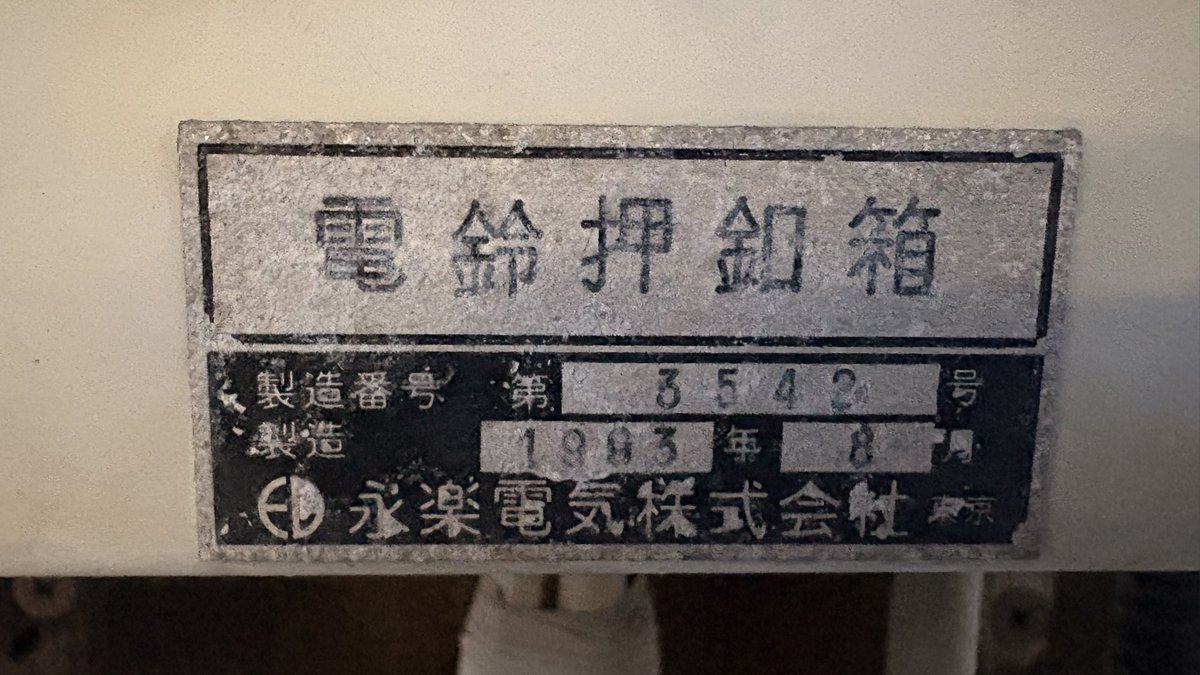 電鈴押釦箱
製造番号 第 3542 号
製造 1993 年 8 月
永楽電気株式会社 東京